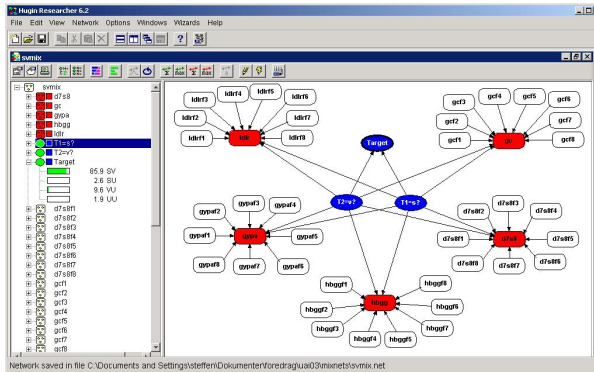 Hugin Researcher 6.2
File Edit View Network Options Windows Wizards Help
svmix
svmix
d7s8
gc
gypa
hbgg
ldlr
T1=s?
T2=v?
Target
85.9 SV
2.6 SU
9.6 VU
1.9 UU
d7s8f1
d7s8f2
d7s8f3
d7s8f4
d7s8f5
d7s8f6
d7s8f7
d7s8f8
gcf1
gcf2
gcf3
gcf4
gcf5
gcf6
gcf7
gcf8
ldlrf3
ldlrf4
ldlrf6
ldlrf2
ldlrf7
ldlrf1
ldlrf8
ldlr
gcf3
gcf4
gcf5
gcf6
gcf2
gcf7
gcf1
gcf8
gc
Target
T2=v?
T1=s?
gypaf3
gypaf4
gypaf2
gypaf1
gypaf5
gypaf8
gypaf7
gypaf6
gypa
d7s8f3
d7s8f2
d7s8f4
d7s8f1
d7s8f5
d7s8f8
d7s8f7
d7s8f6
d7s8
hbggf1
hbggf8
hbggf2
hbggf6
hbggf3
hbggf7
hbggf4
hbggf5
hbgg
Network saved in file C:\Documents and Settings\steffen\Dokumenter\foredrag\uai03\mixnets\svmix.net